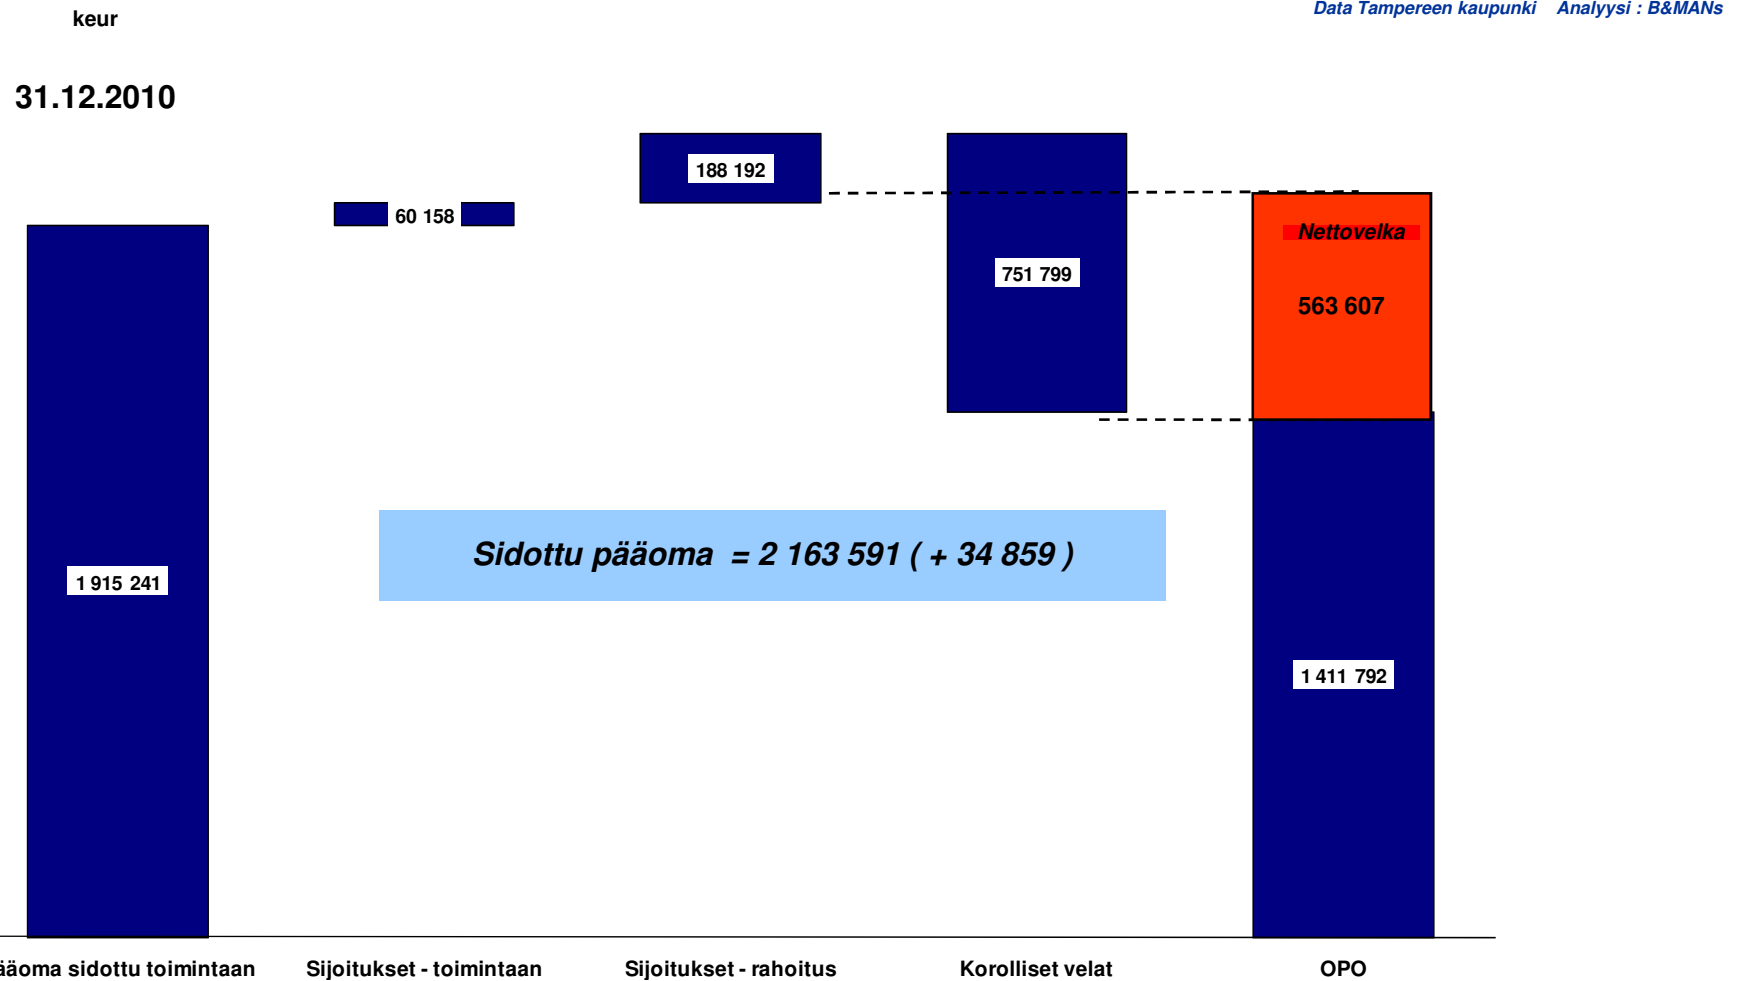 keur
Data Tampereen kaupunki Analyysi : B&MANs
31.12.2010
188 192
60 158
Nettovelka
751 799
563 607
Sidottu pääoma = 2 163 591 ( + 34 859 )
1 915 241
1 411 792
ääoma sidottu toimintaan
Sijoitukset - toimintaan
Sijoitukset - rahoitus
Korolliset velat
OPO